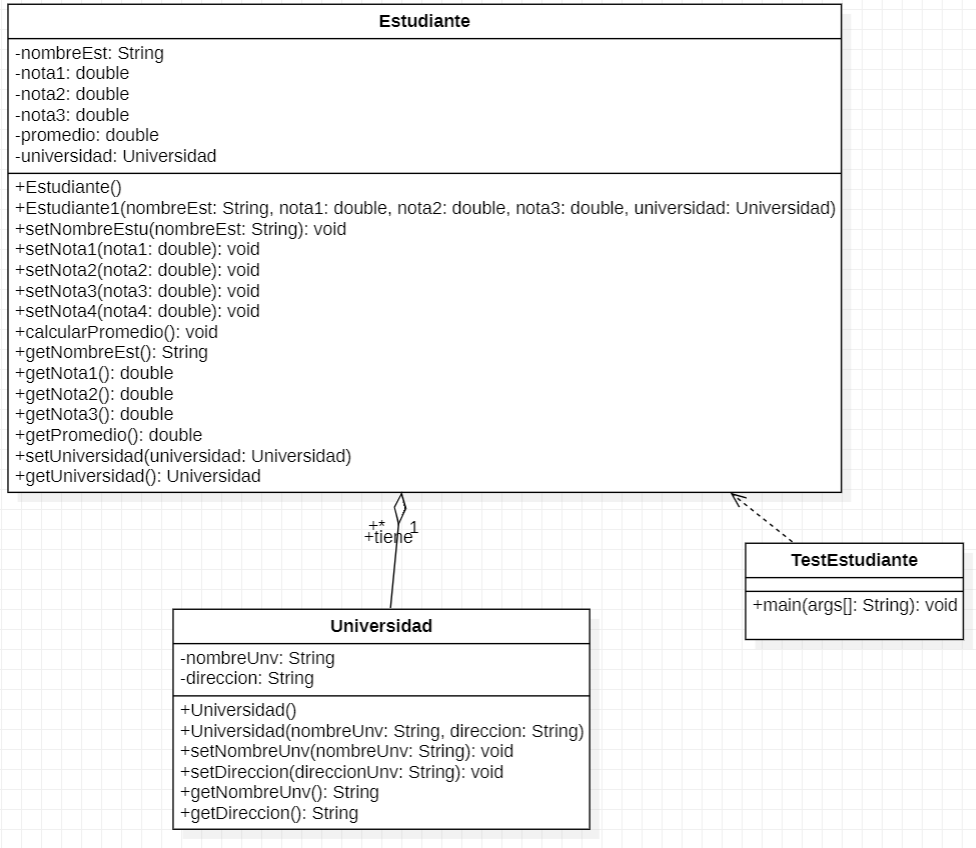 Estudiante
-nombreEst: String
-nota1: double
-nota2: double
-nota3: double
-promedio: double
-universidad: Universidad
+Estudiante()
+Estudiante1(nombreEst: String, nota1: double, nota2: double, nota3: double, universidad: Universidad)
+setNombreEstu(nombreEst: String): void
+setNota1(nota1: double): void
+setNota2(nota2: double): void
+setNota3(nota3: double): void
+setNota4(nota4: double): void
+calcularPromedio(): void
+getNombreEst(): String
+getNota1(): double
+getNota2(): double
+getNota3(): double
+getPromedio(): double
+setUniversidad(universidad: Universidad)
+getUniversidad(): Universidad
+* 1
+tiene
TestEstudiante
+main(args[]: String): void
Universidad
-nombreUnv: String
-direccion: String
+Universidad()
+Universidad(nombreUnv: String, direccion: String)
+setNombreUnv(nombreUnv: String): void
+setDireccion(direccionUnv: String): void
+getNombreUnv(): String
+getDireccion(): String